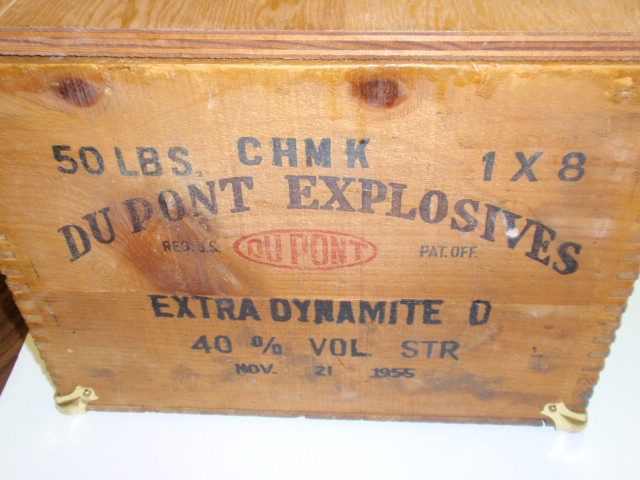 50 LBS. CHMK 1 X 8
DU PONT EXPLOSIVES
REG. U.S. DU PONT PAT. OFF.
EXTRA DYNAMITE D
40 % VOL. STR
NOV. 21 1956